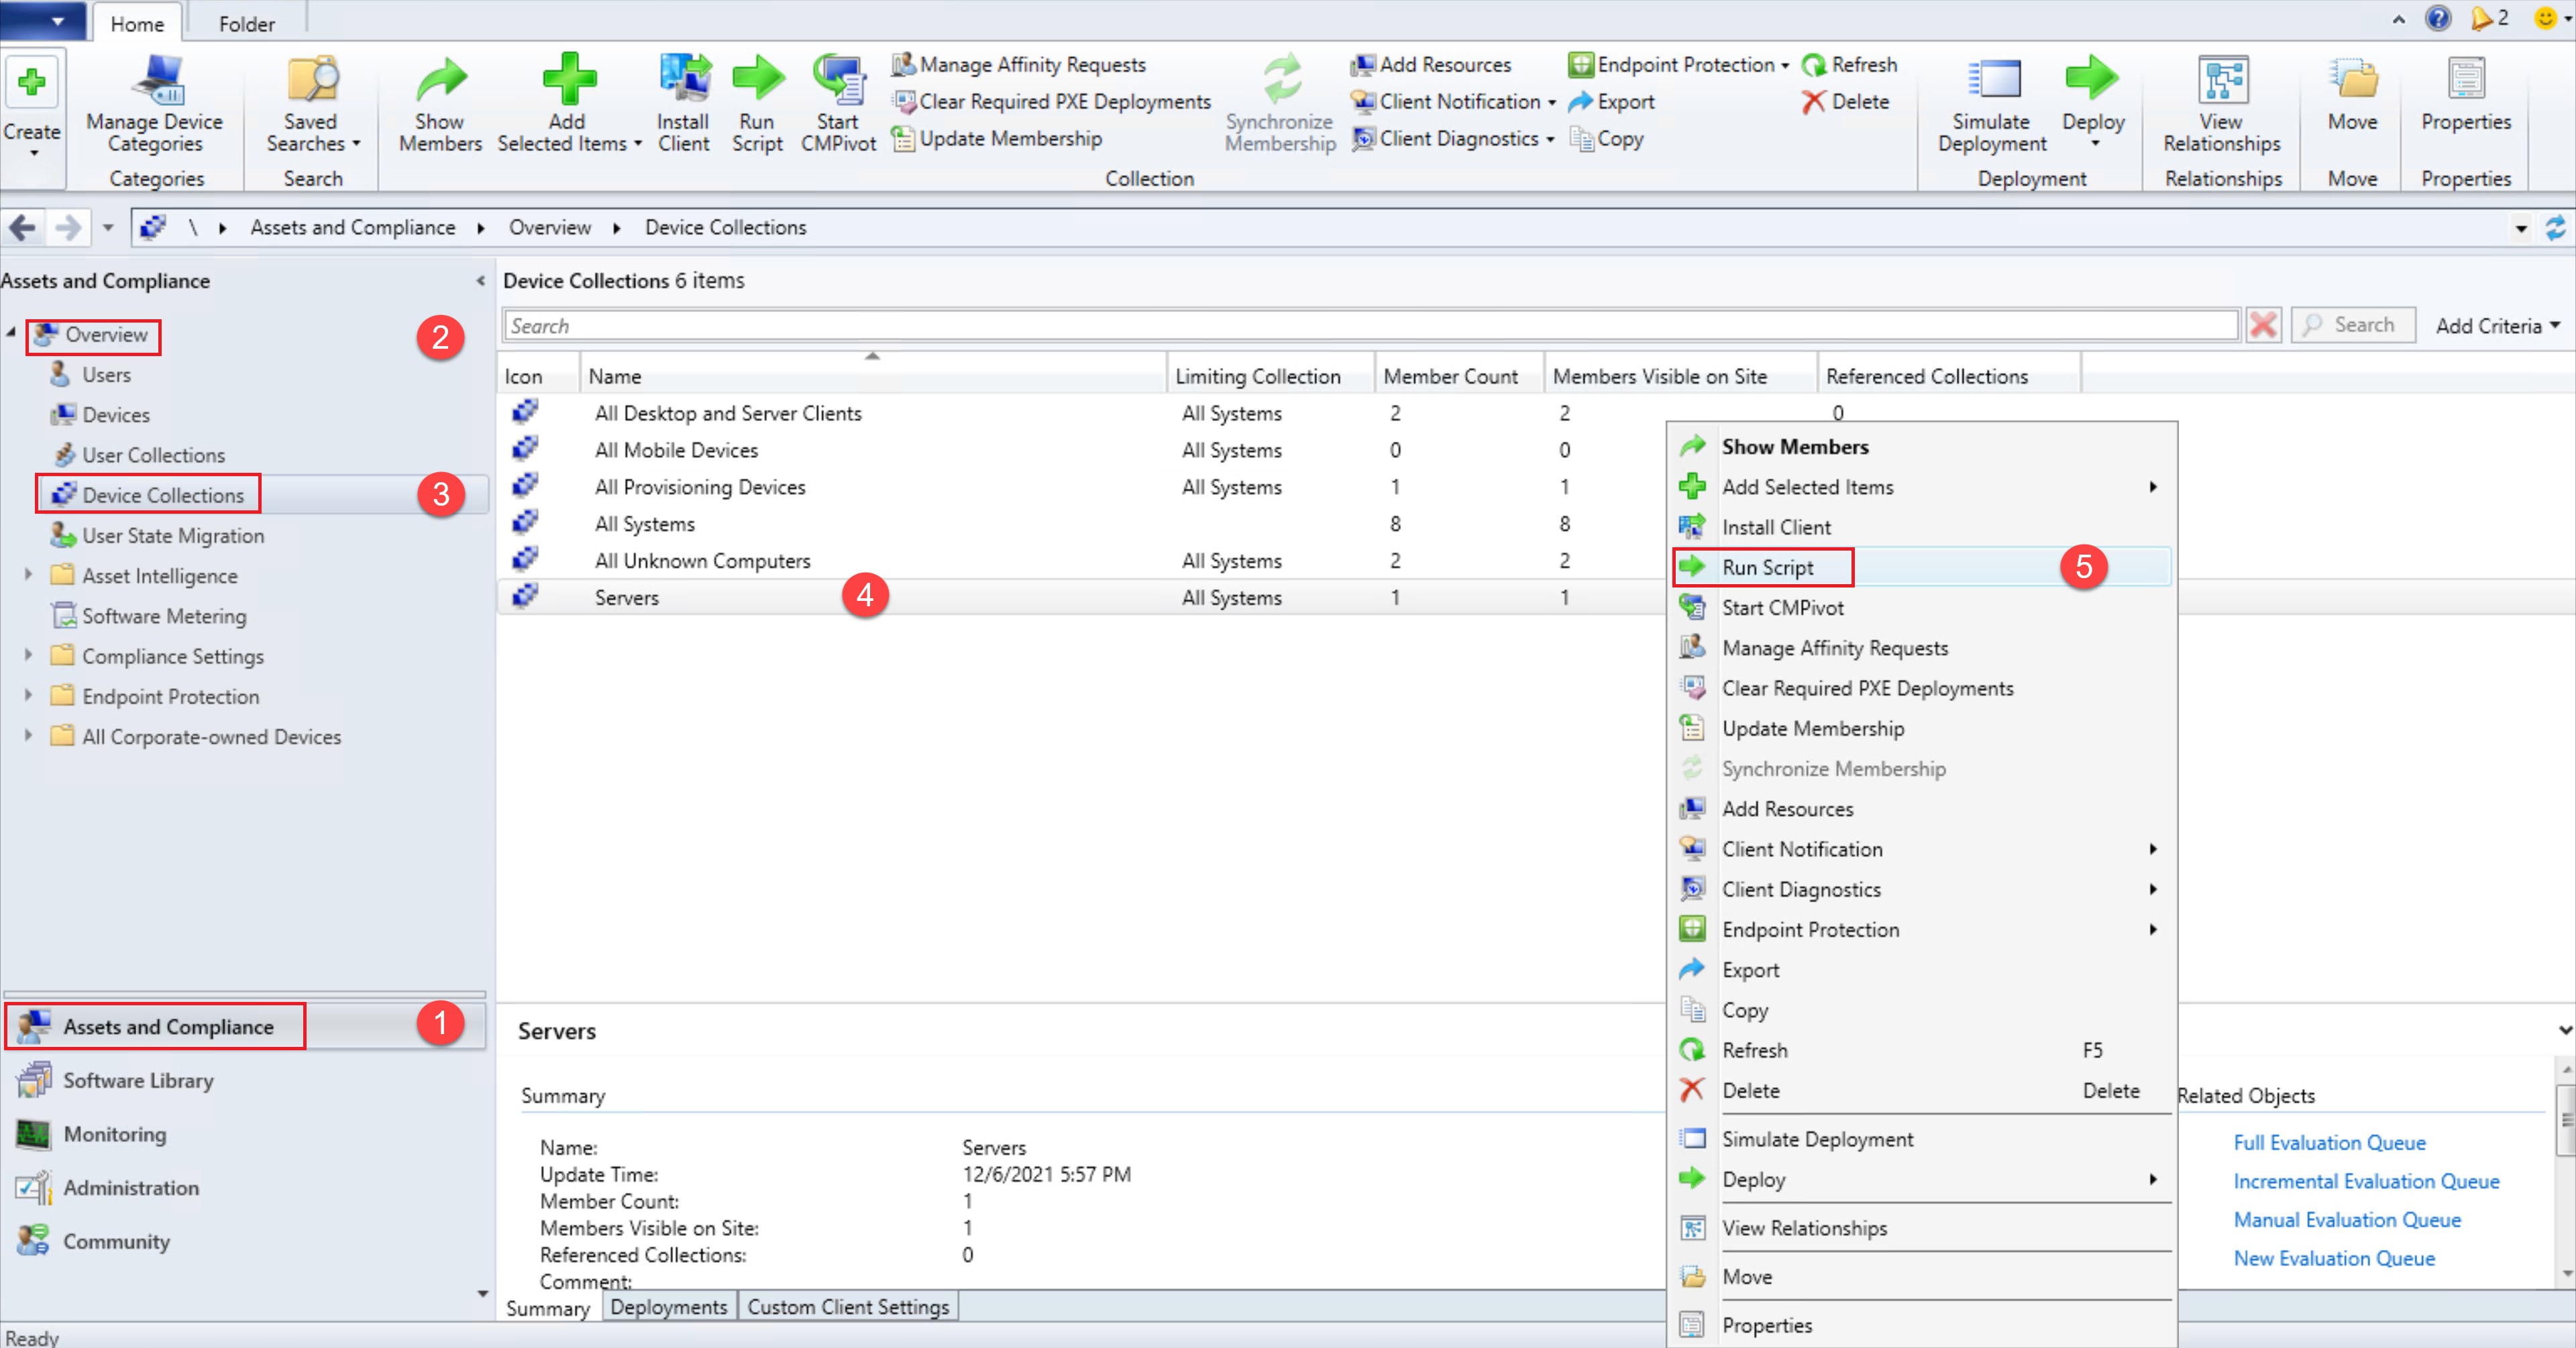 Home
Folder
2
Create
Manage Device
Categories
Categories
Saved
Searches
Search
Show
Members
Add
Selected Items
Install
Client
Run
Script
Start
CMPivot
Manage Affinity Requests
Clear Required PXE Deployments
Update Membership
Synchronize
Membership
Add Resources
Client Notification
Client Diagnostics
Endpoint Protection
Export
Copy
Refresh
Delete
Collection
Simulate
Deployment
Deploy
Deployment
View
Relationships
Relationships
Move
Move
Properties
Properties
\ Assets and Compliance Overview Device Collections
Assets and Compliance
Overview 2
Users
Devices
User Collections
Device Collections 3
User State Migration
Asset Intelligence
Software Metering
Compliance Settings
Endpoint Protection
All Corporate-owned Devices
Assets and Compliance 1
Software Library
Monitoring
Administration
Community
Device Collections 6 items
Search
Search
Add Criteria
Icon Name Limiting Collection Member Count Members Visible on Site Referenced Collections
All Desktop and Server Clients All Systems 2 2 0
All Mobile Devices All Systems 0 0
All Provisioning Devices All Systems 1 1
All Systems 8 8
All Unknown Computers All Systems 2 2
Servers 4 All Systems 1 1
Show Members
Add Selected Items
Install Client
Run Script 5
Start CMPivot
Manage Affinity Requests
Clear Required PXE Deployments
Update Membership
Synchronize Membership
Add Resources
Client Notification
Client Diagnostics
Endpoint Protection
Export
Copy
Refresh F5
Delete Delete
Simulate Deployment
Deploy
View Relationships
Move
Properties
Servers
Summary
Name: Servers
Update Time: 12/6/2021 5:57 PM
Member Count: 1
Members Visible on Site: 1
Referenced Collections: 0
Comment:
Related Objects
Full Evaluation Queue
Incremental Evaluation Queue
Manual Evaluation Queue
New Evaluation Queue
Summary Deployments Custom Client Settings
Ready